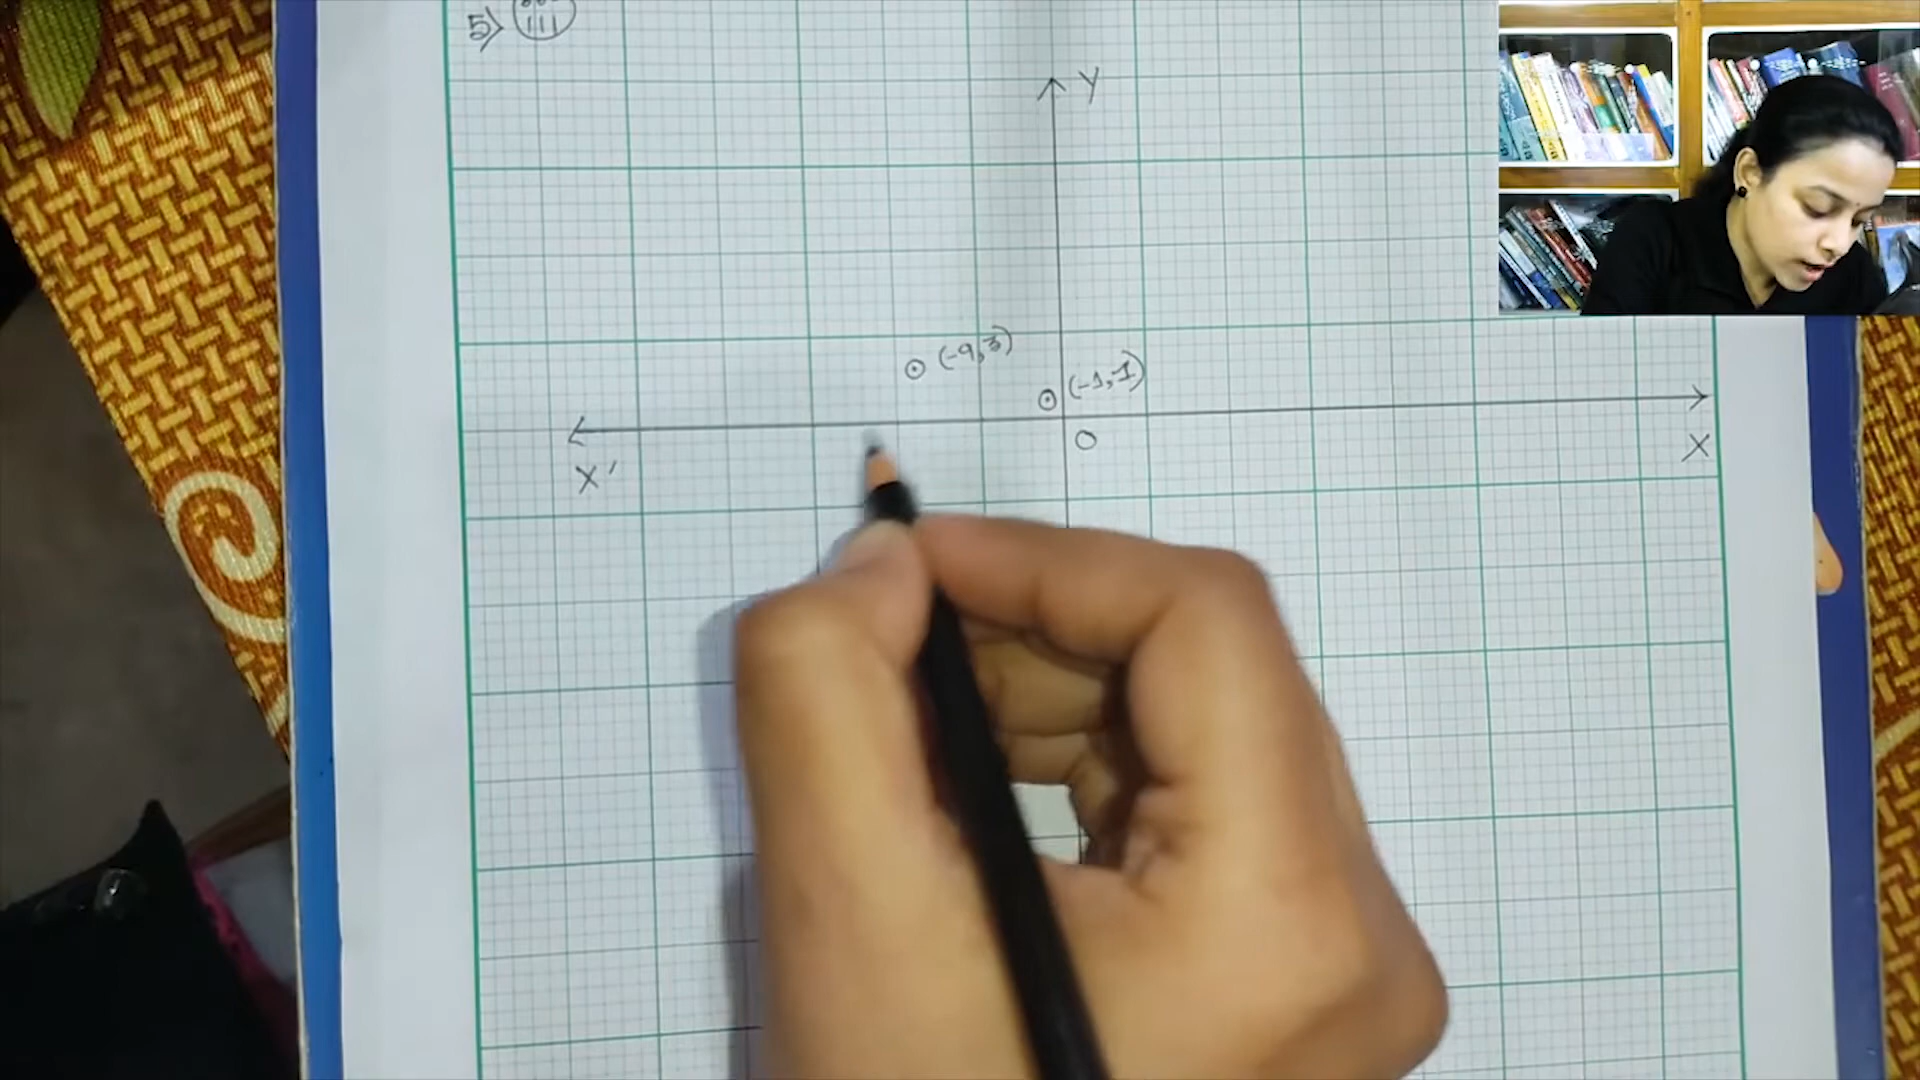 5)
Y
(-9,3)
(-1,1)
O
X'
X